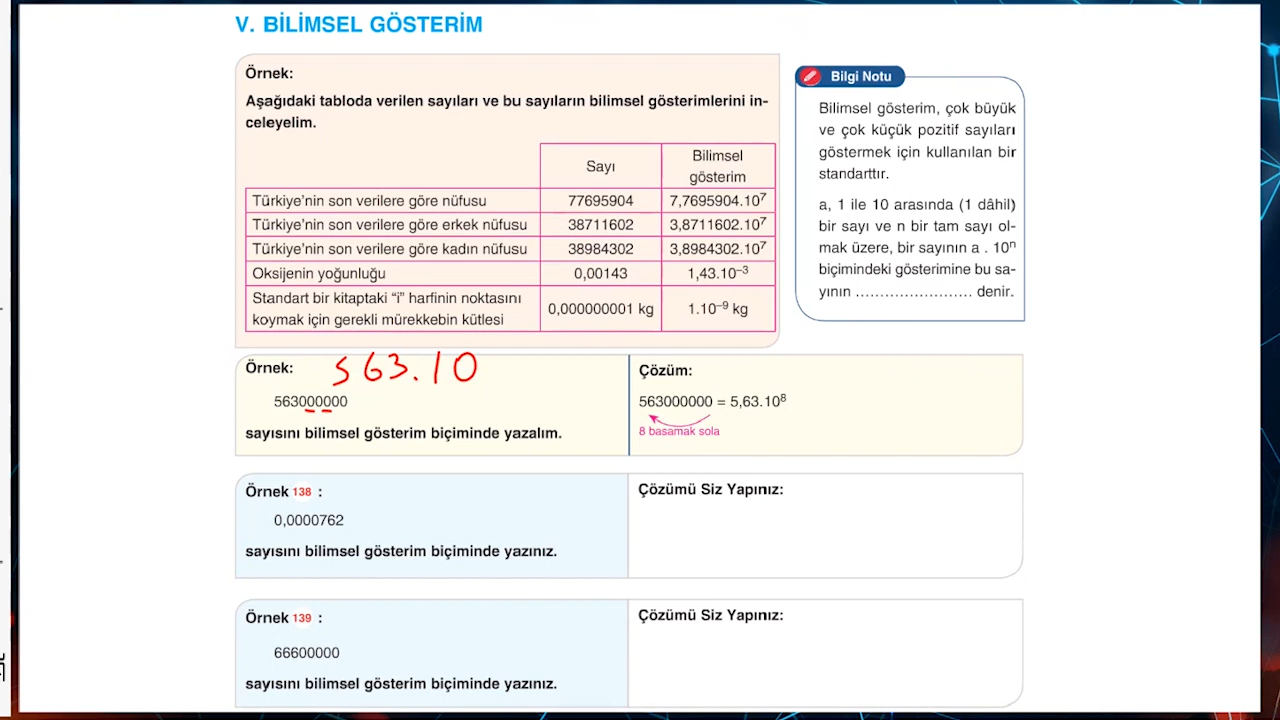 V. BİLİMSEL GÖSTERİM
Örnek:
Aşağıdaki tabloda verilen sayıları ve bu sayıların bilimsel gösterimlerini in-
celeyelim.
Sayı
Bilimsel
gösterim
Türkiye'nin son verilere göre nüfusu 77695904 7,7695904.10⁷
Türkiye'nin son verilere göre erkek nüfusu 38711602 3,8711602.10⁷
Türkiye'nin son verilere göre kadın nüfusu 38984302 3,8984302.10⁷
Oksijenin yoğunluğu 0,00143 1,43.10⁻³
Standart bir kitaptaki “i” harfinin noktasını
koymak için gerekli mürekkebin kütlesi
0,000000001 kg 1.10⁻⁹ kg
Bilgi Notu
Bilimsel gösterim, çok büyük
ve çok küçük pozitif sayıları
göstermek için kullanılan bir
standarttır.
a, 1 ile 10 arasında (1 dâhil)
bir sayı ve n bir tam sayı ol-
mak üzere, bir sayının a . 10ⁿ
biçimindeki gösterimine bu sa-
yının ........................ denir.
Örnek:
563.10
563000000
sayısını bilimsel gösterim biçiminde yazalım.
Çözüm:
563000000 = 5,63.10⁸
8 basamak sola
Örnek 138 :
0,0000762
sayısını bilimsel gösterim biçiminde yazınız.
Çözümü Siz Yapınız:
Örnek 139 :
66600000
sayısını bilimsel gösterim biçiminde yazınız.
Çözümü Siz Yapınız: